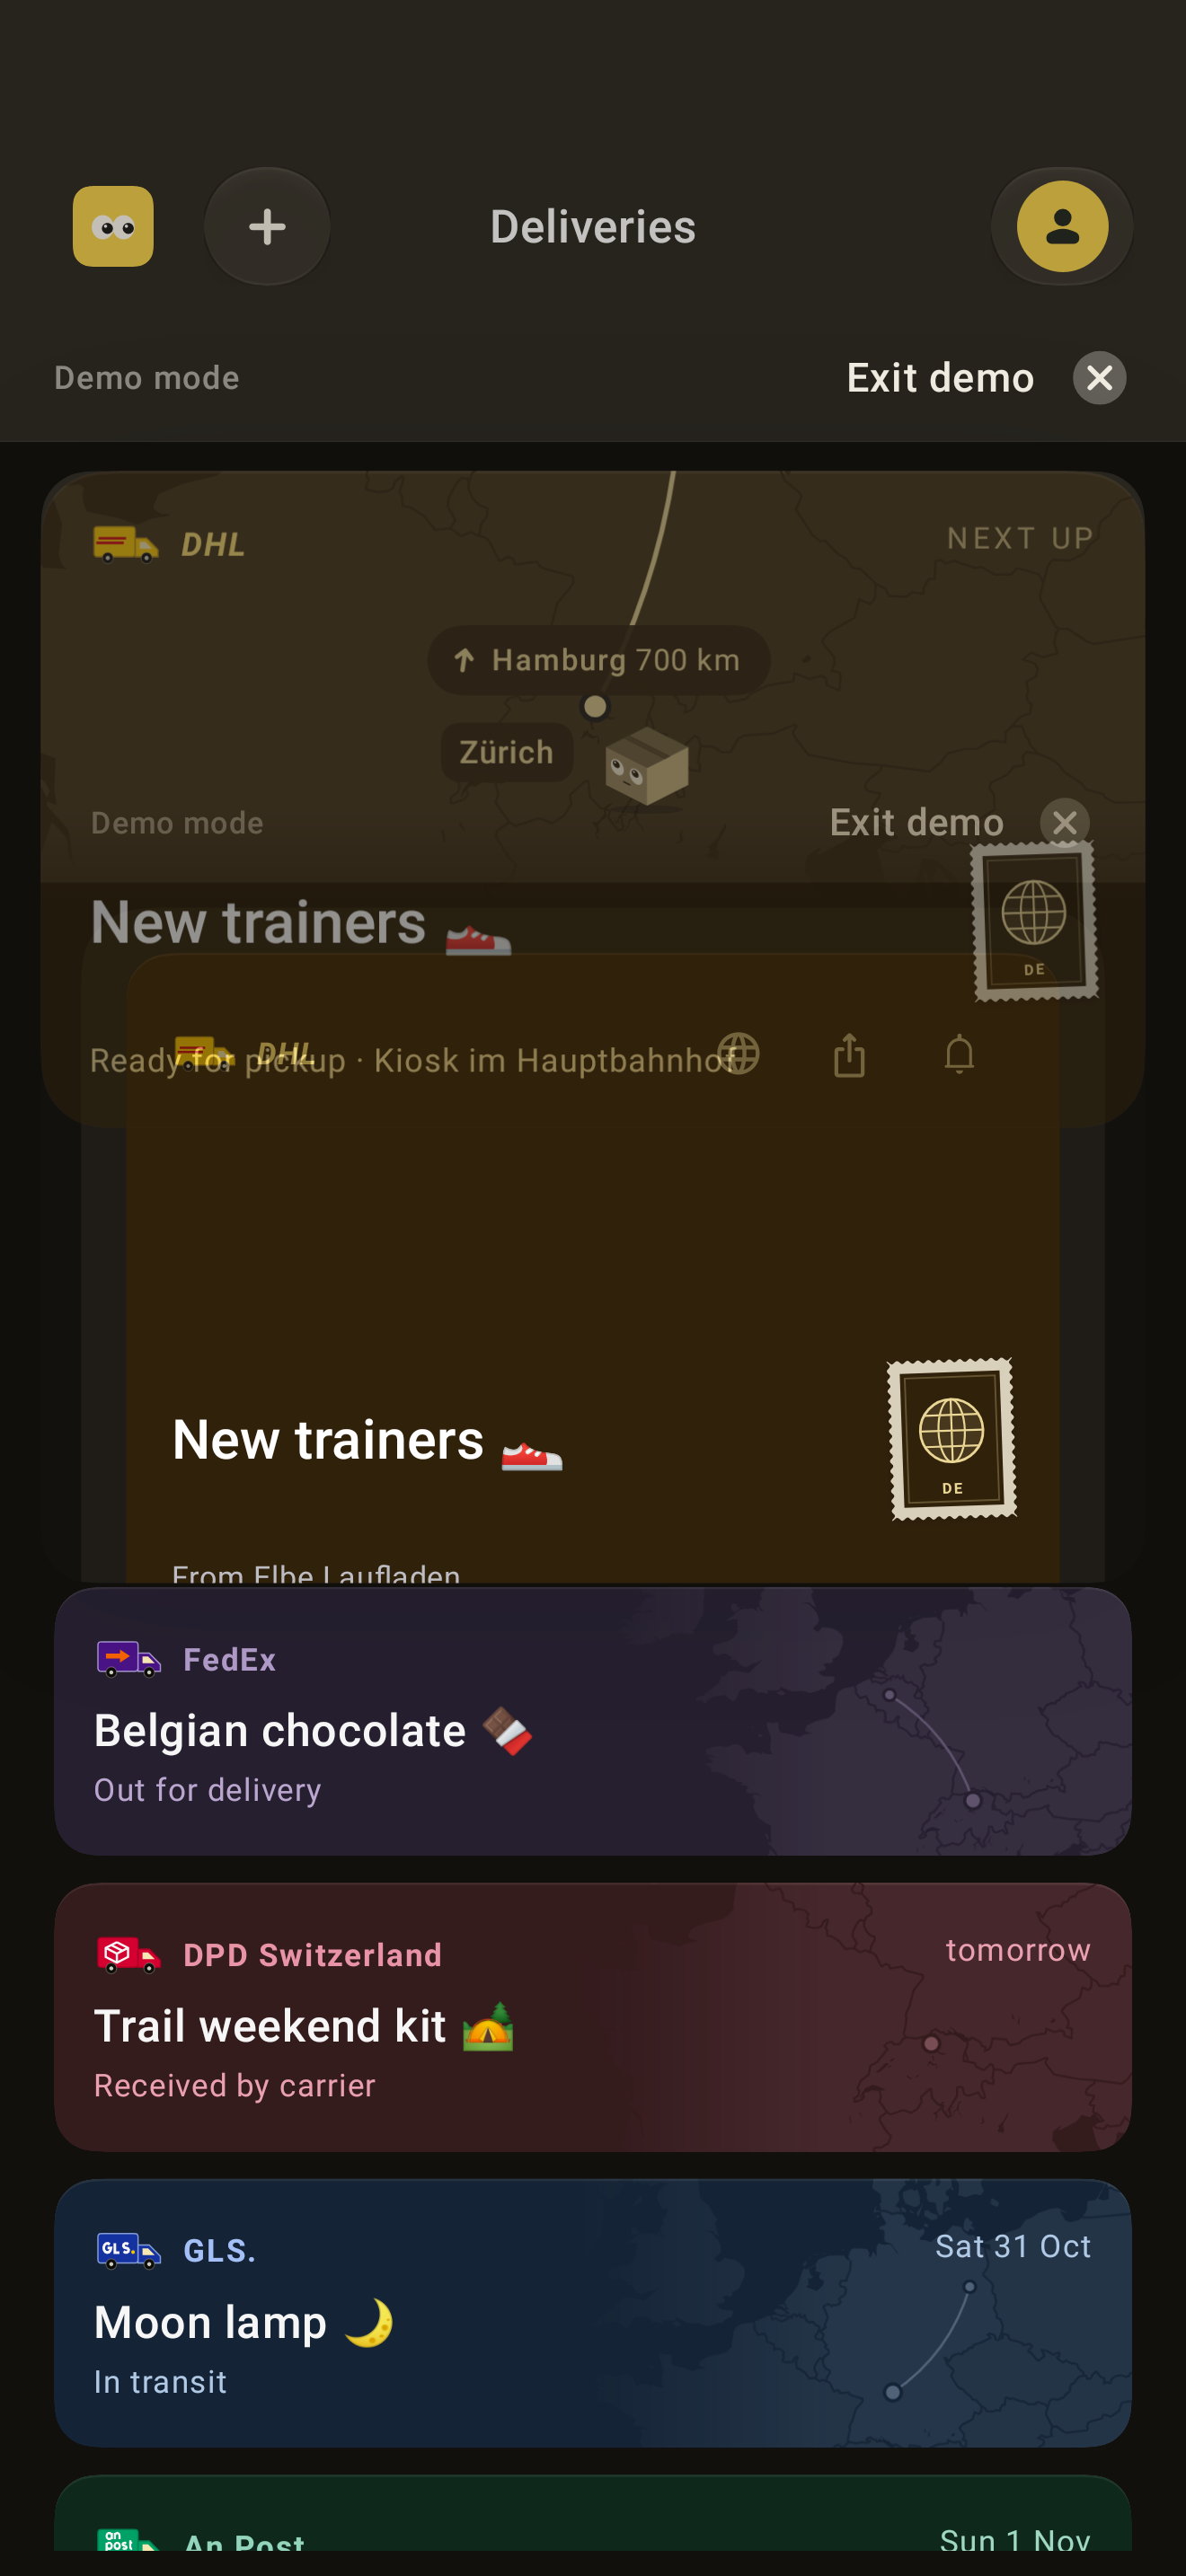 Deliveries
Demo mode
Exit demo
DHL
NEXT UP
Hamburg 700 km
Zürich
Demo mode
Exit demo
New trainers
DE
DHL
Ready for pickup · Kiosk im Hauptbahnhof
New trainers
DE
From Elbe Laufladen
FedEx
Belgian chocolate
Out for delivery
DPD Switzerland
tomorrow
Trail weekend kit
Received by carrier
GLS.
GLS.
Sat 31 Oct
Moon lamp
In transit
an
post
An Post
Sun 1 Nov